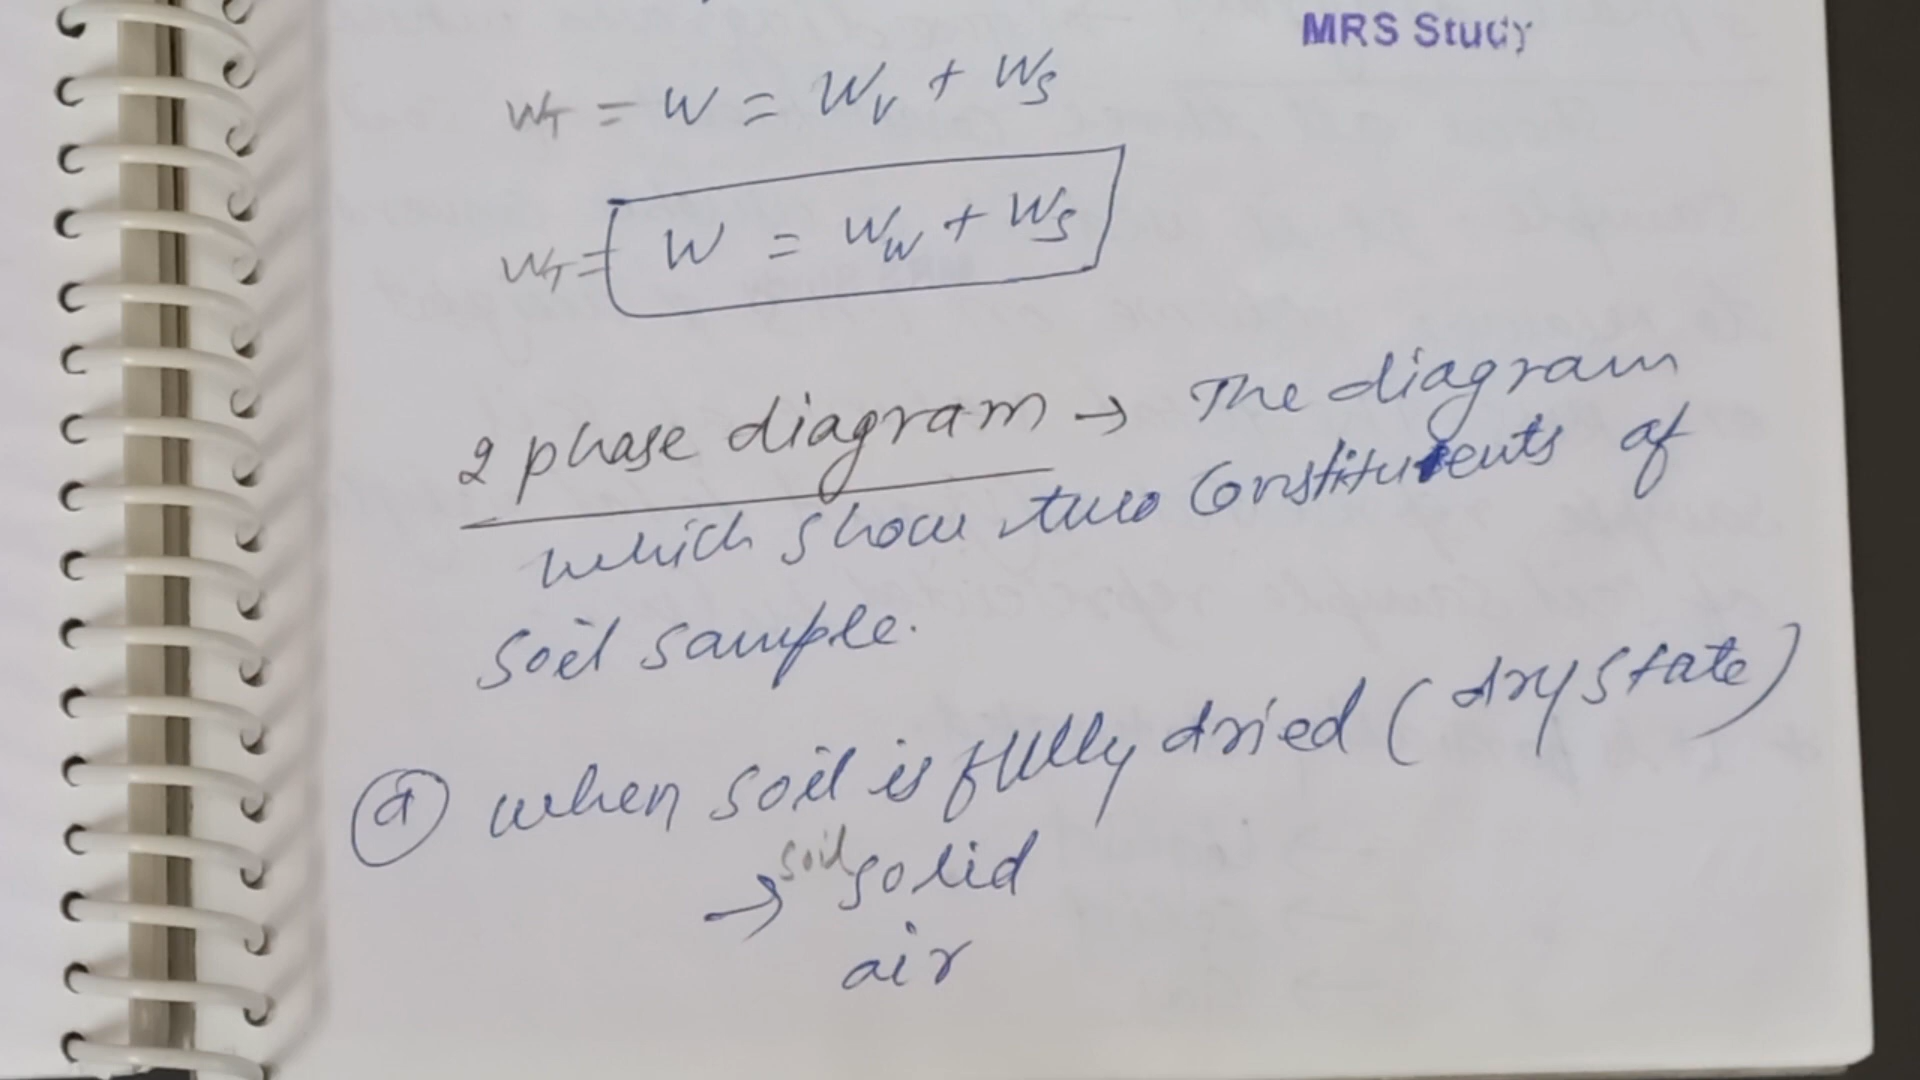 MRS Study
WT = W = Wv + Ws
WT = W = Ww + Ws
2 phase diagram → The diagram
which show two Constituents of
soil sample.
(a) when soil is fully dried (dry state)
→ soil solid
air